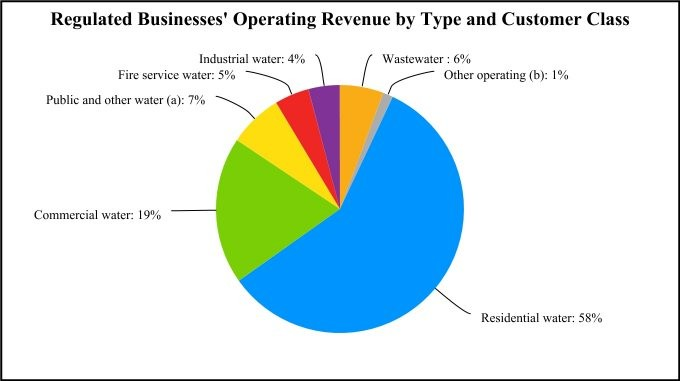 Regulated Businesses' Operating Revenue by Type and Customer Class
Industrial water: 4%
Wastewater : 6%
Fire service water: 5%
Other operating (b): 1%
Public and other water (a): 7%
Commercial water: 19%
Residential water: 58%